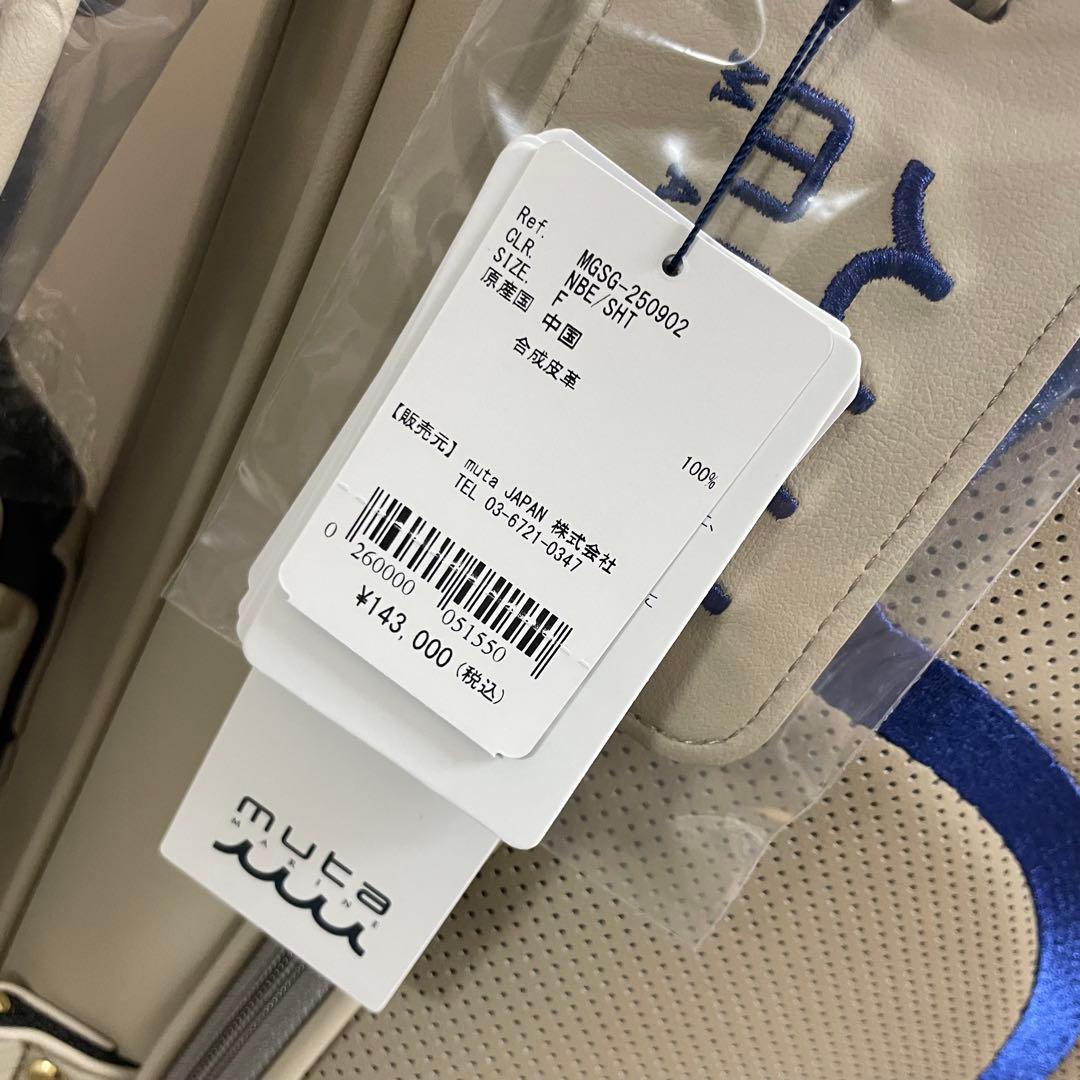 Ref. MGSG-250902
CLR. NBE/SHT
SIZE. F
原産国 中国
合成皮革
100%
【販売元】 muta JAPAN 株式会社
TEL 03-6721-0347
0 260000 051550
¥143,000(税込)
muta
MARINE